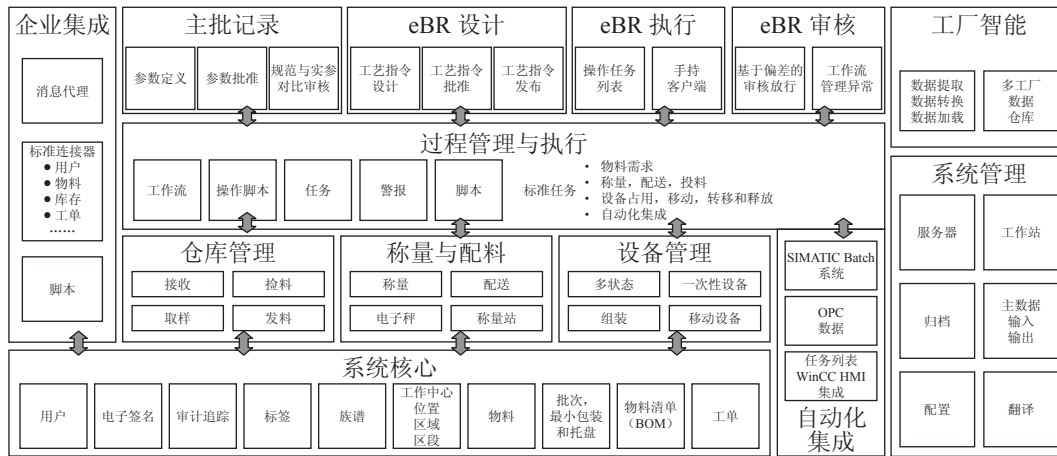 企业集成
消息代理
标准连接器
● 用户
● 物料
● 库存
● 工单
……
脚本
主批记录
参数定义
参数批准
规范与实参
对比审核
eBR 设计
工艺指令
设计
工艺指令
批准
工艺指令
发布
eBR 执行
操作任务
列表
手持
客户端
eBR 审核
基于偏差的
审核放行
工作流
管理异常
工厂智能
数据提取
数据转换
数据加载
多工厂
数据
仓库
过程管理与执行
工作流
操作脚本
任务
警报
脚本
标准任务
• 物料需求
• 称量，配送，投料
• 设备占用，移动，转移和释放
• 自动化集成
仓库管理
接收
捡料
取样
发料
称量与配料
称量
配送
电子秤
称量站
设备管理
多状态
一次性设备
组装
移动设备
SIMATIC Batch
系统
OPC
数据
任务列表
WinCC HMI
集成
自动化
集成
系统管理
服务器
工作站
归档
主数据
输入
输出
配置
翻译
系统核心
用户
电子签名
审计追踪
标签
族谱
工作中心
位置
区域
区段
物料
批次，
最小包装
和托盘
物料清单
（BOM）
工单